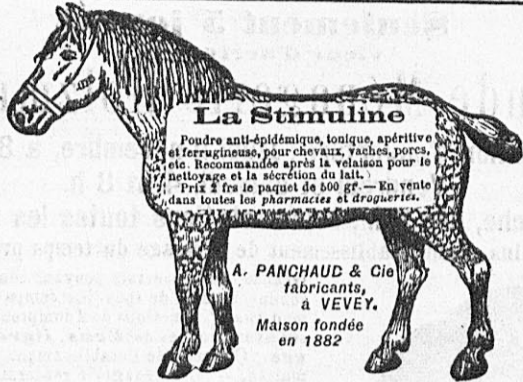 La Stimuline
Poudre anti-épidémique, tonique, apéritive
et ferrugineuse, pour chevaux, vaches, porcs,
etc. Recommandée après la vêlaison pour le
nettoyage et la sécrétion du lait.
Prix 2 frs le paquet de 500 gr. — En vente
dans toutes les pharmacies et drogueries.
A. PANCHAUD & Cie
fabricants,
à VEVEY.
Maison fondée
en 1882